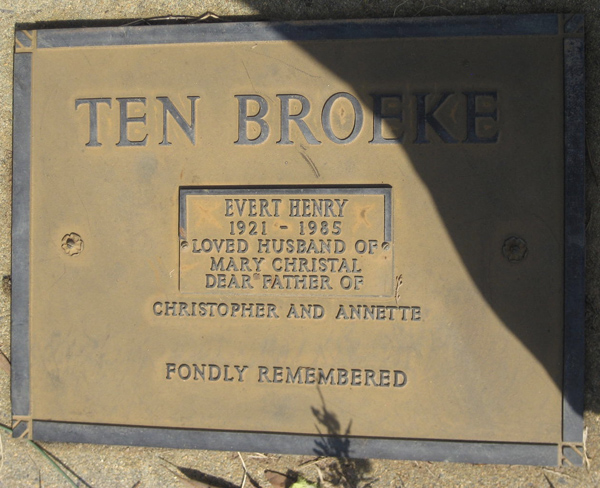 TEN BROEKE
EVERT HENRY
1921 - 1985
LOVED HUSBAND OF
MARY CHRISTAL
DEAR FATHER OF
CHRISTOPHER AND ANNETTE
FONDLY REMEMBERED